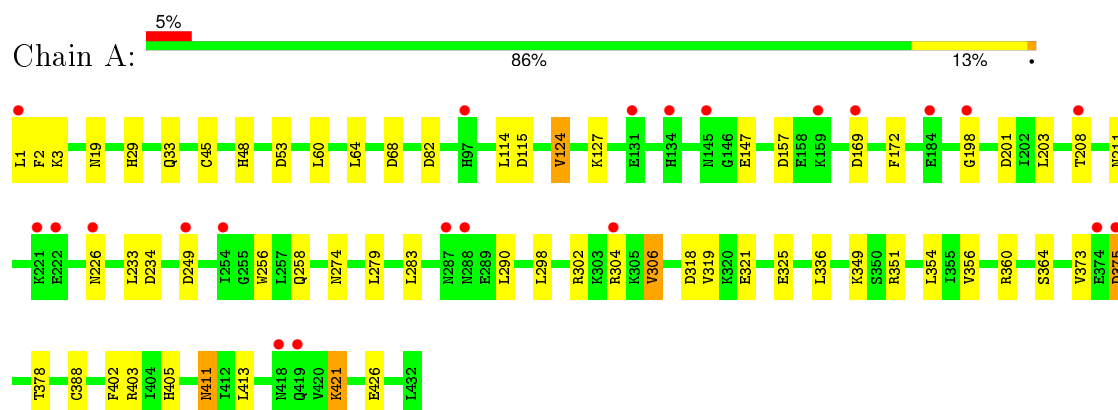 5%
Chain A:
86% 13% •
L1 F2 K3 N19 H29 Q33 C45 H48 D53 L60 L64 D68 D82 H97 L114 D115 V124 K127 E131 H134 N145 G146 E147 D157 E158 K159 D169 F172 E184 G198 D201 I202 L203 T208 N211
K221 E222 N226 L233 D234 D249 I254 G255 W256 L257 Q258 N274 L279 L283 N287 N288 E289 L290 L298 R302 K303 R304 K305 V306 D318 V319 K320 E321 E325 L336 K349 S350 R351 L354 I355 V356 R360 S364 V373 E374 D375
T378 C388 F402 R403 I404 H405 N411 I412 L413 N418 Q419 V420 K421 E426 L432